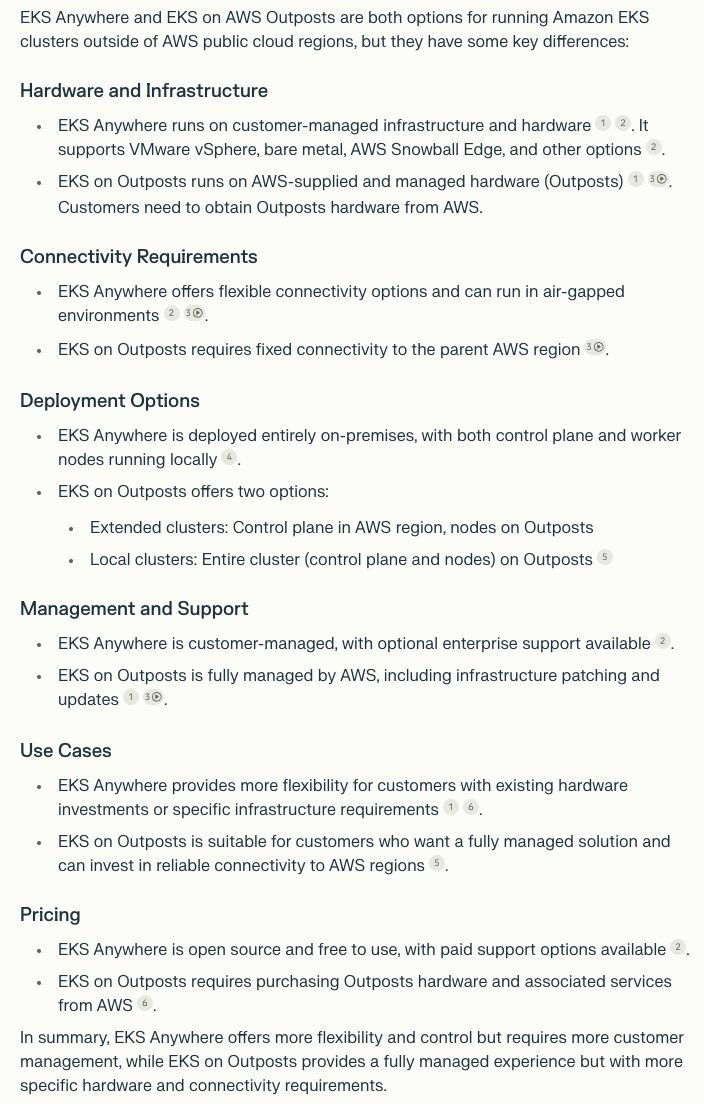 EKS Anywhere and EKS on AWS Outposts are both options for running Amazon EKS
clusters outside of AWS public cloud regions, but they have some key differences:
Hardware and Infrastructure
• EKS Anywhere runs on customer-managed infrastructure and hardware 1 2. It
supports VMware vSphere, bare metal, AWS Snowball Edge, and other options 2.
• EKS on Outposts runs on AWS-supplied and managed hardware (Outposts) 1 3.
Customers need to obtain Outposts hardware from AWS.
Connectivity Requirements
• EKS Anywhere offers flexible connectivity options and can run in air-gapped
environments 2 3.
• EKS on Outposts requires fixed connectivity to the parent AWS region 3.
Deployment Options
• EKS Anywhere is deployed entirely on-premises, with both control plane and worker
nodes running locally 4.
• EKS on Outposts offers two options:
• Extended clusters: Control plane in AWS region, nodes on Outposts
• Local clusters: Entire cluster (control plane and nodes) on Outposts 5
Management and Support
• EKS Anywhere is customer-managed, with optional enterprise support available 2.
• EKS on Outposts is fully managed by AWS, including infrastructure patching and
updates 1 3.
Use Cases
• EKS Anywhere provides more flexibility for customers with existing hardware
investments or specific infrastructure requirements 1 6.
• EKS on Outposts is suitable for customers who want a fully managed solution and
can invest in reliable connectivity to AWS regions 5.
Pricing
• EKS Anywhere is open source and free to use, with paid support options available 2.
• EKS on Outposts requires purchasing Outposts hardware and associated services
from AWS 6.
In summary, EKS Anywhere offers more flexibility and control but requires more customer
management, while EKS on Outposts provides a fully managed experience but with more
specific hardware and connectivity requirements.